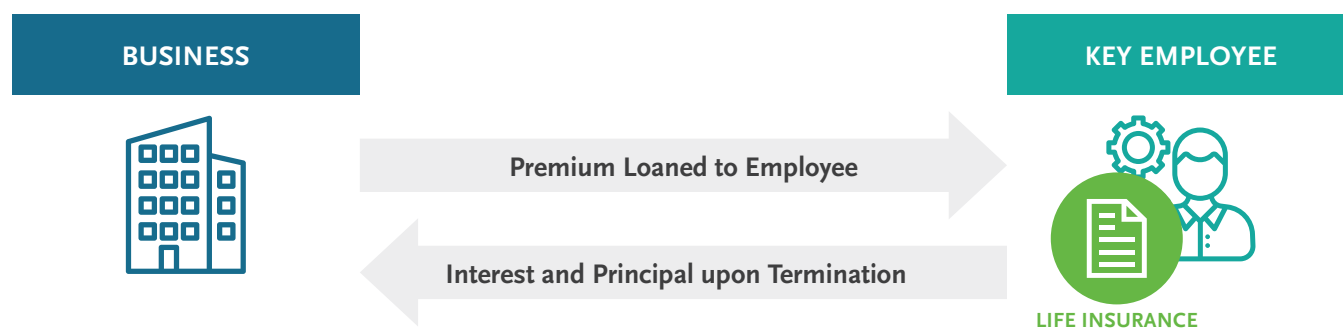 BUSINESS
KEY EMPLOYEE
Premium Loaned to Employee
Interest and Principal upon Termination
LIFE INSURANCE